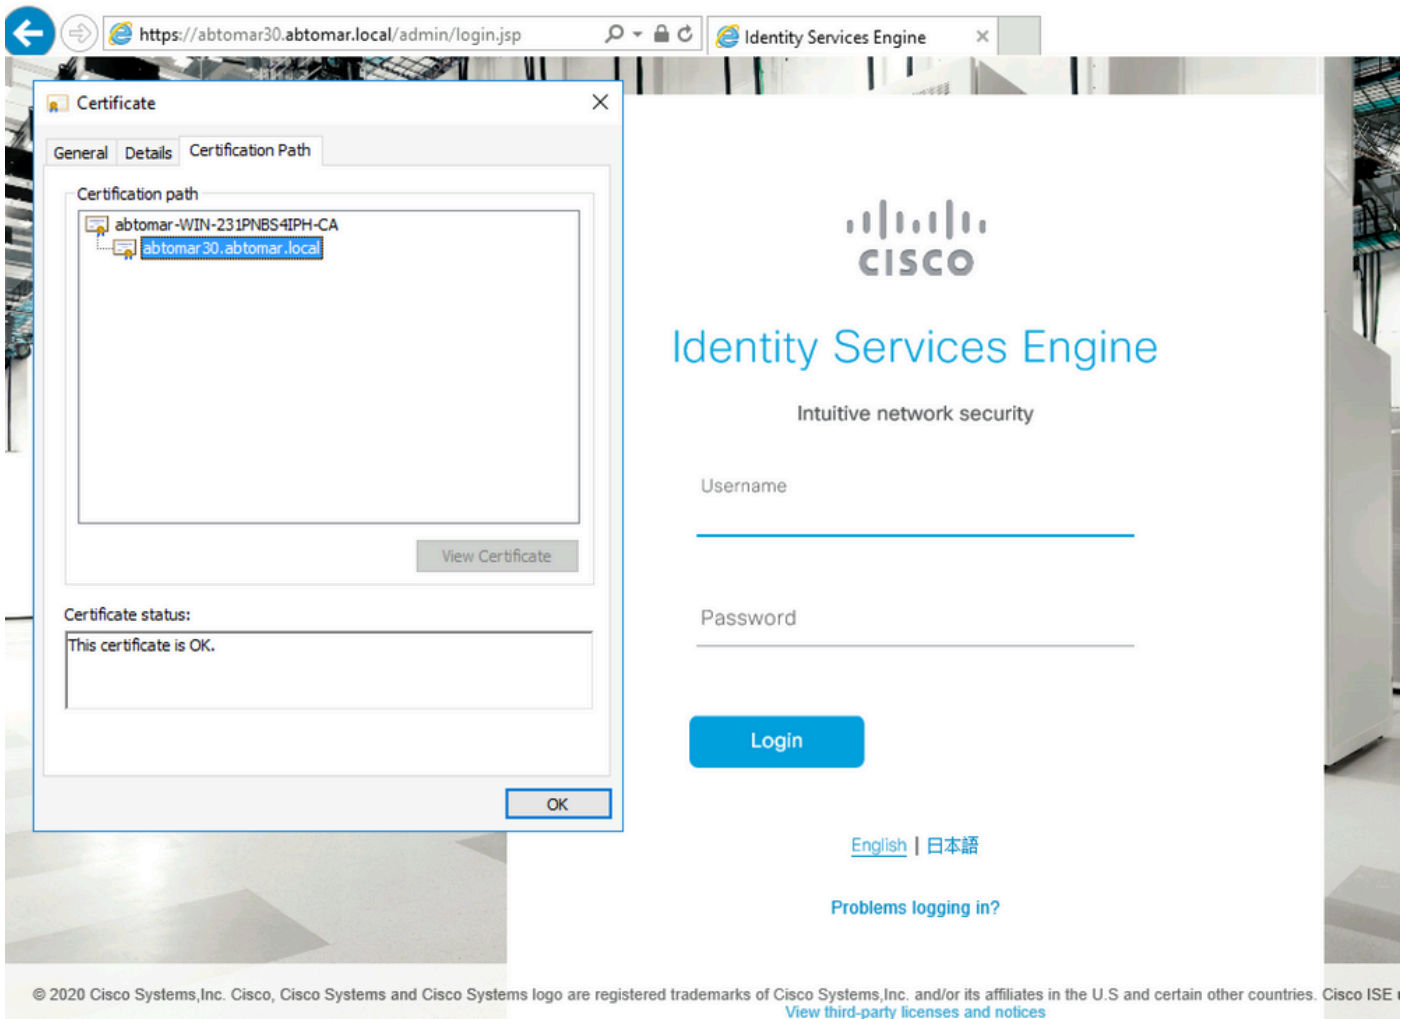 https://abtomar30.abtomar.local/admin/login.jsp
Identity Services Engine
Certificate
General Details Certification Path
Certification path
abtomar-WIN-231PNBS4IPH-CA
abtomar30.abtomar.local
View Certificate
Certificate status:
This certificate is OK.
OK
CISCO
Identity Services Engine
Intuitive network security
Username
Password
Login
English | 日本語
Problems logging in?
© 2020 Cisco Systems,Inc. Cisco, Cisco Systems and Cisco Systems logo are registered trademarks of Cisco Systems,Inc. and/or its affiliates in the U.S and certain other countries. Cisco ISE
View third-party licenses and notices